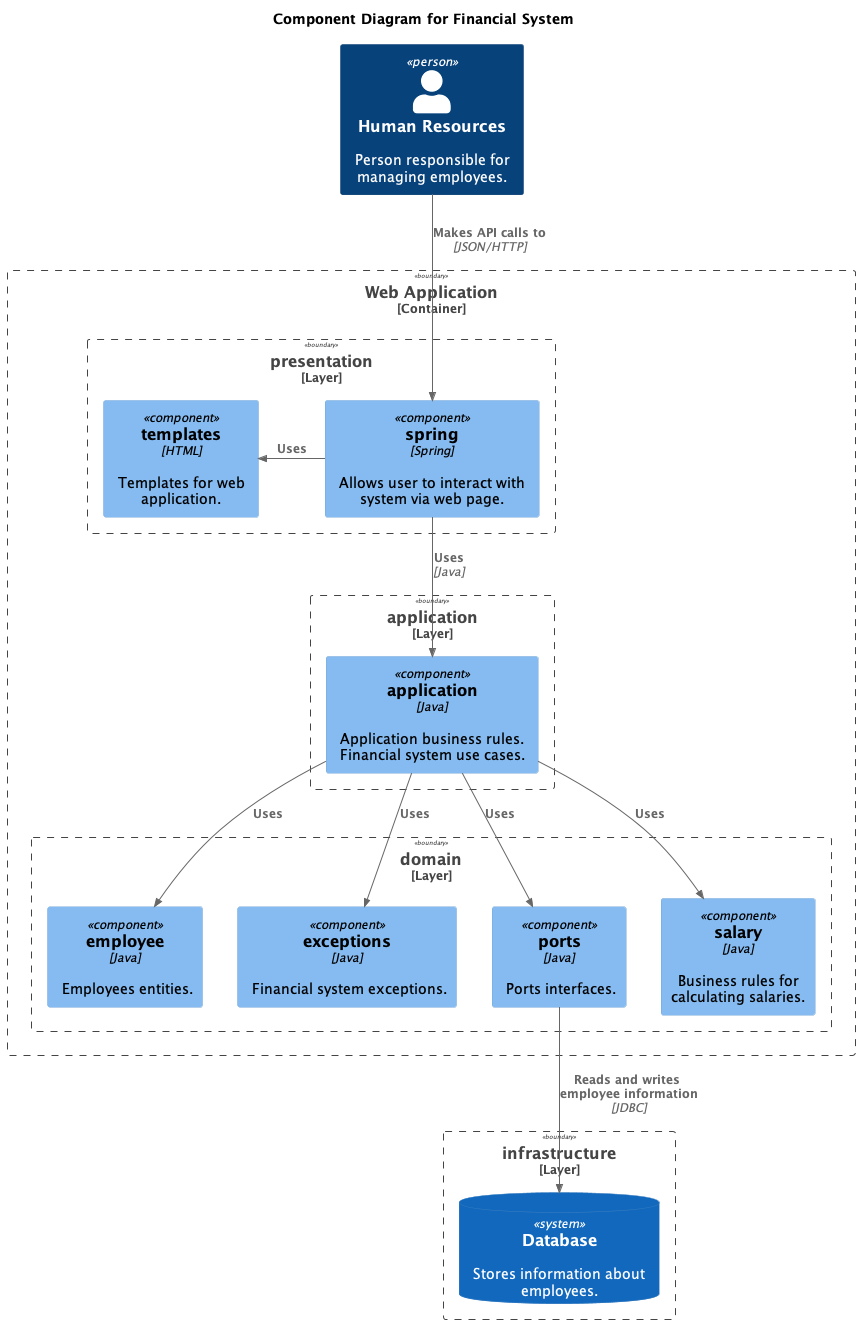 Component Diagram for Financial System
«person»
Human Resources
Person responsible for
managing employees.
Makes API calls to
[JSON/HTTP]
«boundary»
Web Application
[Container]
«boundary»
presentation
[Layer]
«component»
templates
[HTML]
Templates for web
application.
Uses
«component»
spring
[Spring]
Allows user to interact with
system via web page.
Uses
[Java]
«boundary»
application
[Layer]
«component»
application
[Java]
Application business rules.
Financial system use cases.
Uses
Uses
Uses
Uses
«boundary»
domain
[Layer]
«component»
employee
[Java]
Employees entities.
«component»
exceptions
[Java]
Financial system exceptions.
«component»
ports
[Java]
Ports interfaces.
«component»
salary
[Java]
Business rules for
calculating salaries.
Reads and writes
employee information
[JDBC]
«boundary»
infrastructure
[Layer]
«system»
Database
Stores information about
employees.